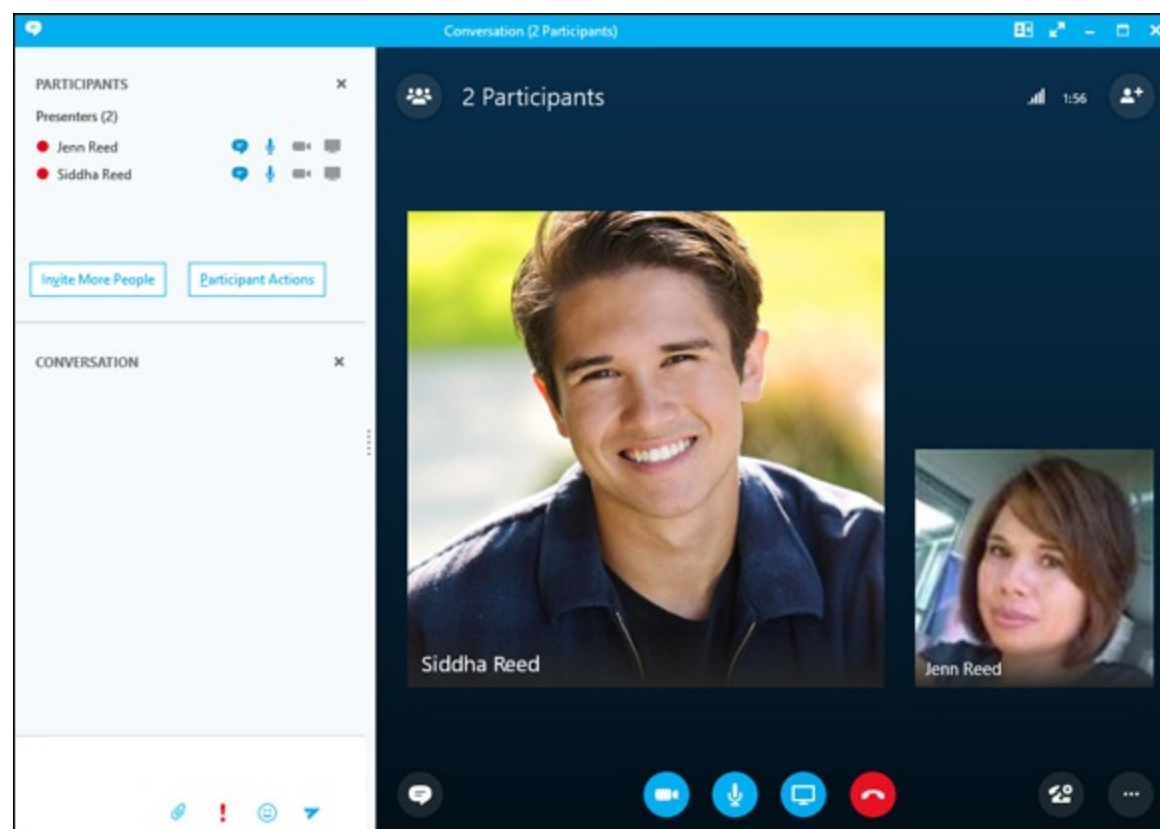 Conversation (2 Participants)
PARTICIPANTS
Presenters (2)
Jenn Reed
Siddha Reed
Invite More People
Participant Actions
CONVERSATION
2 Participants
1:56
Siddha Reed
Jenn Reed